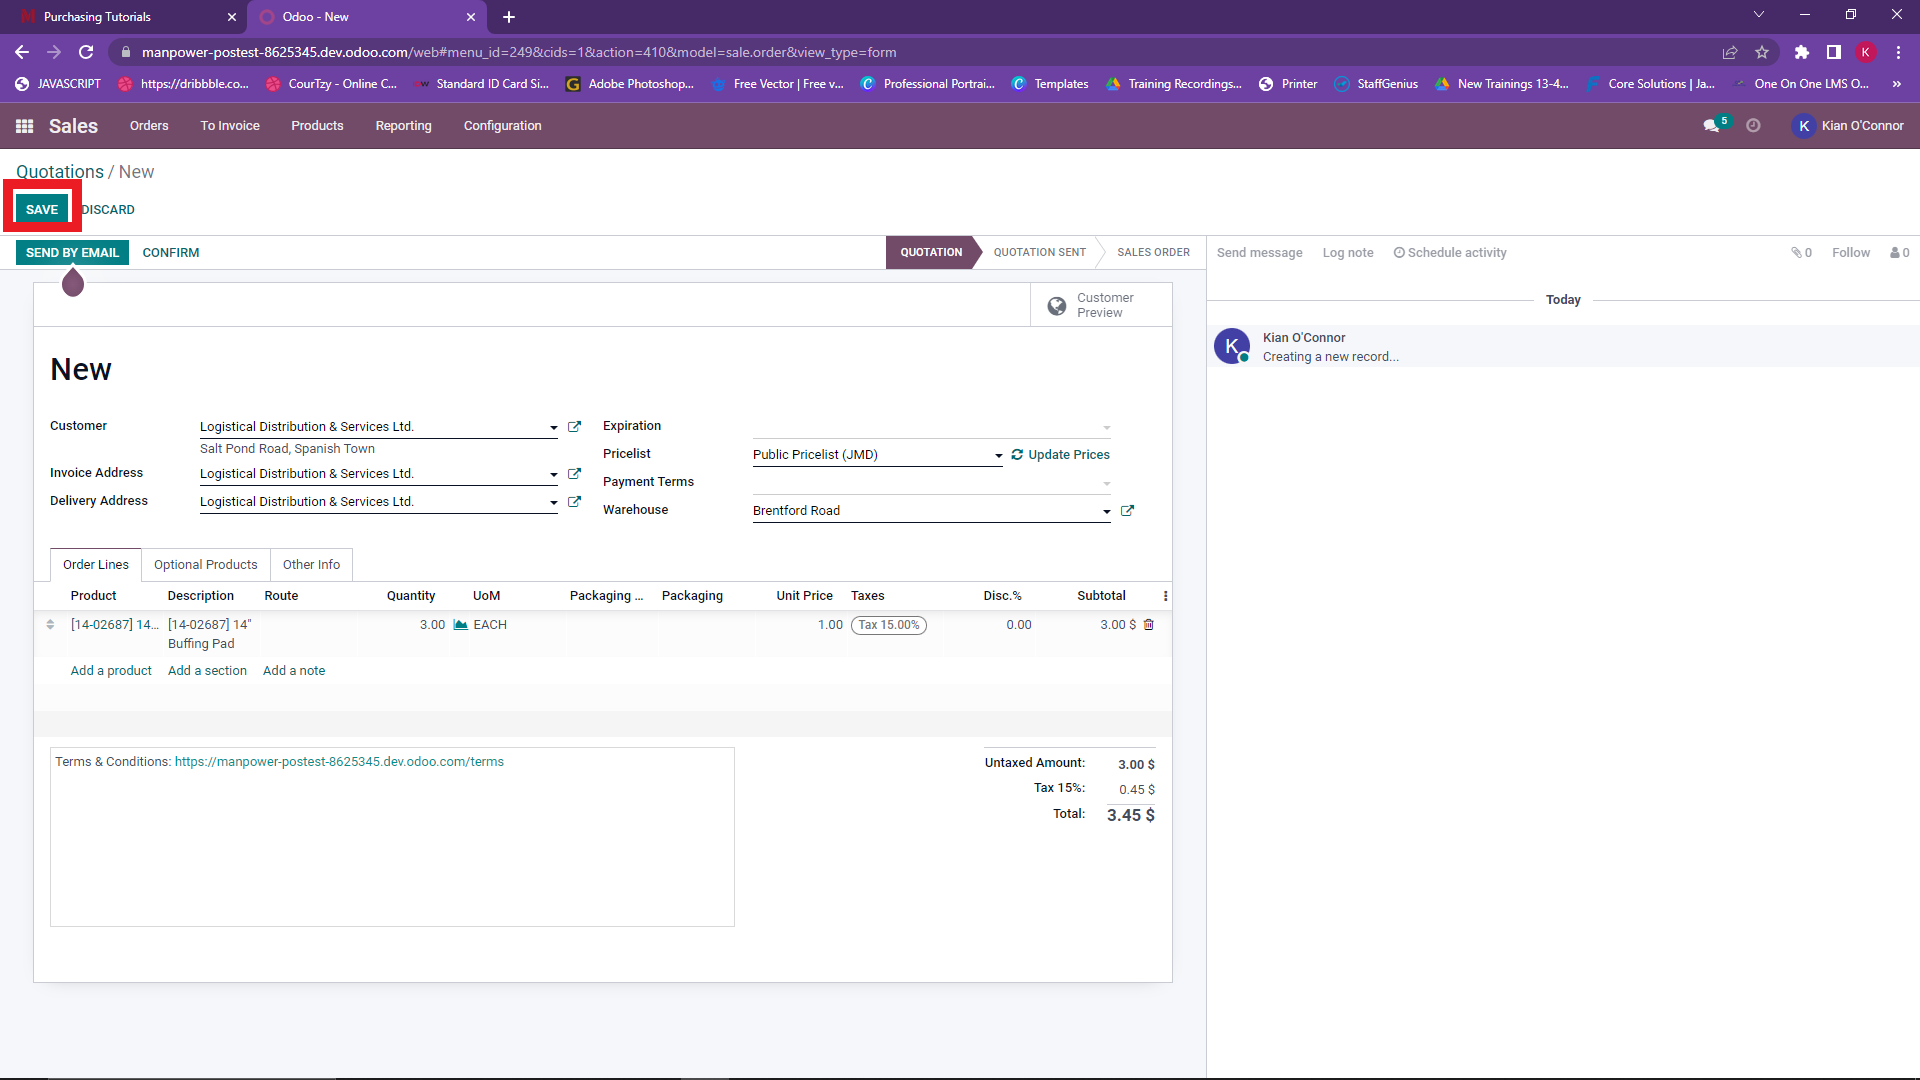 Purchasing Tutorials
Odoo - New
manpower-postest-8625345.dev.odoo.com/web#menu_id=249&cids=1&action=410&model=sale.order&view_type=form
K
JAVASCRIPT
https://dribbble.co...
CourTzy - Online C...
Standard ID Card Si...
Adobe Photoshop...
Free Vector | Free v...
Professional Portrai...
Templates
Training Recordings...
Printer
StaffGenius
New Trainings 13-4...
Core Solutions | Ja...
One On One LMS O...
»
Sales Orders To Invoice Products Reporting Configuration
5
K Kian O'Connor
Quotations / New
SAVE DISCARD
SEND BY EMAIL CONFIRM
QUOTATION QUOTATION SENT SALES ORDER
Send message Log note Schedule activity 0 Follow 0
Customer
Preview
Today
K Kian O'Connor
Creating a new record...
New
Customer Logistical Distribution & Services Ltd.
Salt Pond Road, Spanish Town
Invoice Address Logistical Distribution & Services Ltd.
Delivery Address Logistical Distribution & Services Ltd.
Expiration
Pricelist Public Pricelist (JMD) Update Prices
Payment Terms
Warehouse Brentford Road
Order Lines Optional Products Other Info
Product Description Route Quantity UoM Packaging ... Packaging Unit Price Taxes Disc.% Subtotal
[14-02687] 14... [14-02687] 14" 3.00 EACH 1.00 Tax 15.00% 0.00 3.00 $
Buffing Pad
Add a product Add a section Add a note
Terms & Conditions: https://manpower-postest-8625345.dev.odoo.com/terms
Untaxed Amount: 3.00 $
Tax 15%: 0.45 $
Total: 3.45 $